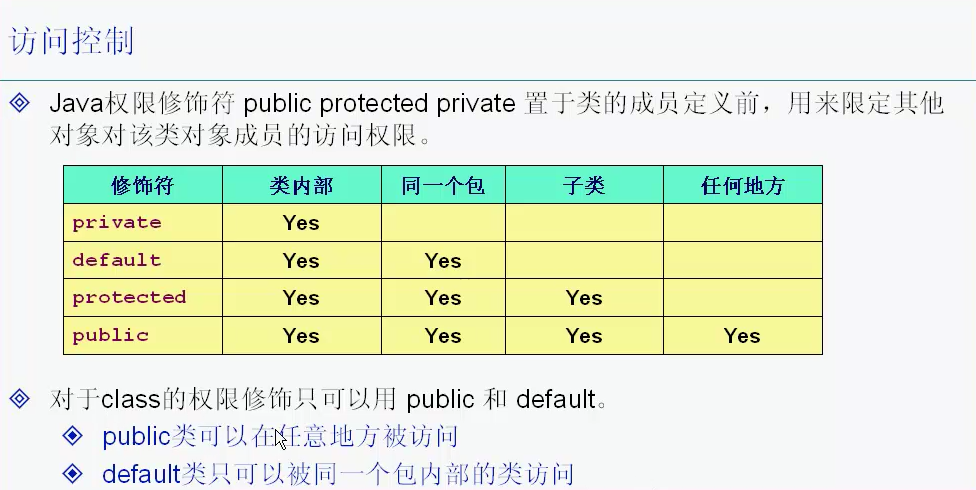 访问控制
Java权限修饰符 public protected private 置于类的成员定义前，用来限定其他
对象对该类对象成员的访问权限。
修饰符 类内部 同一个包 子类 任何地方
private Yes
default Yes Yes
protected Yes Yes Yes
public Yes Yes Yes Yes
对于class的权限修饰只可以用 public 和 default。
public类可以在任意地方被访问
default类只可以被同一个包内部的类访问